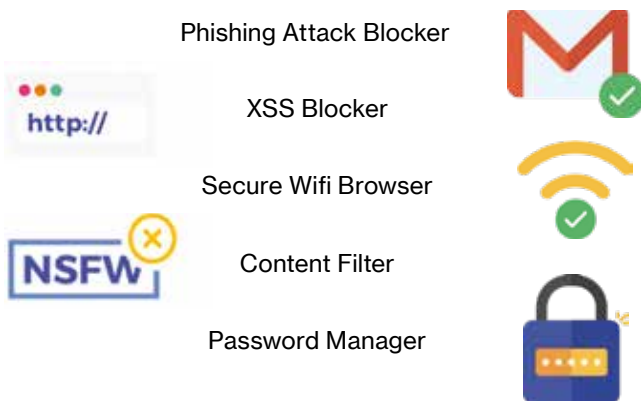 Phishing Attack Blocker
http://
XSS Blocker
Secure Wifi Browser
NSFW
Content Filter
Password Manager